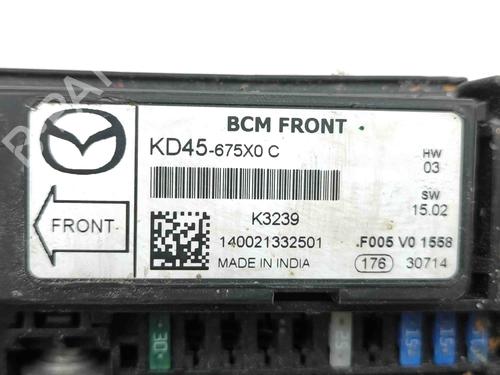 BCM FRONT
KD45-675X0 C
HW
03
SW
15.02
FRONT
K3239
140021332501
.F005 V0 1558
MADE IN INDIA
176 30714
30
25
15
15